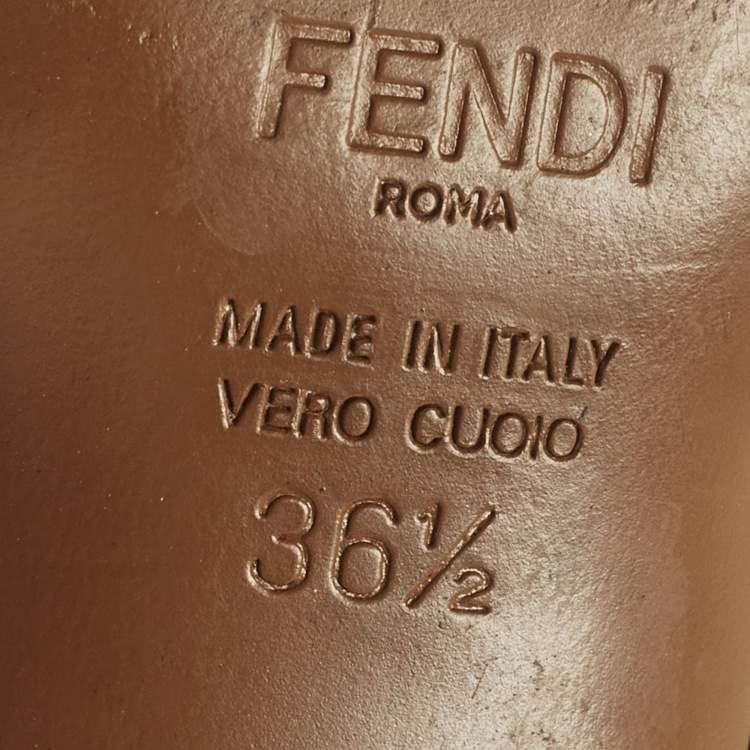 FENDI
ROMA
MADE IN ITALY
VERO CUOIO
36½